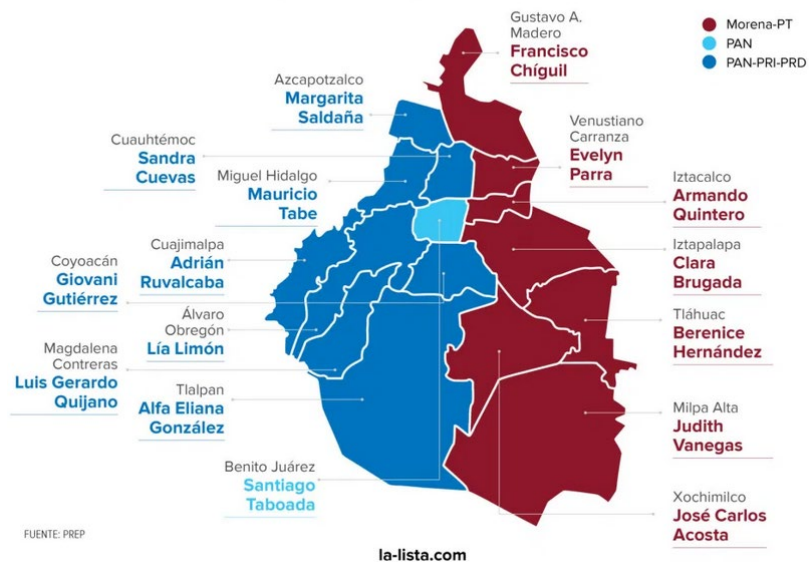 Gustavo A.
Madero
Francisco
Chíguil
Morena-PT
PAN
PAN-PRI-PRD
Azcapotzalco
Margarita
Saldaña
Cuauhtémoc
Sandra
Cuevas
Venustiano
Carranza
Evelyn
Parra
Miguel Hidalgo
Mauricio
Tabe
Iztacalco
Armando
Quintero
Cuajimalpa
Adrián
Ruvalcaba
Iztapalapa
Clara
Brugada
Coyoacán
Giovani
Gutiérrez
Álvaro
Obregón
Lía Limón
Tláhuac
Berenice
Hernández
Magdalena
Contreras
Luis Gerardo
Quijano
Tlalpan
Alfa Eliana
González
Milpa Alta
Judith
Vanegas
Benito Juárez
Santiago
Taboada
Xochimilco
José Carlos
Acosta
FUENTE: PREP
la-lista.com